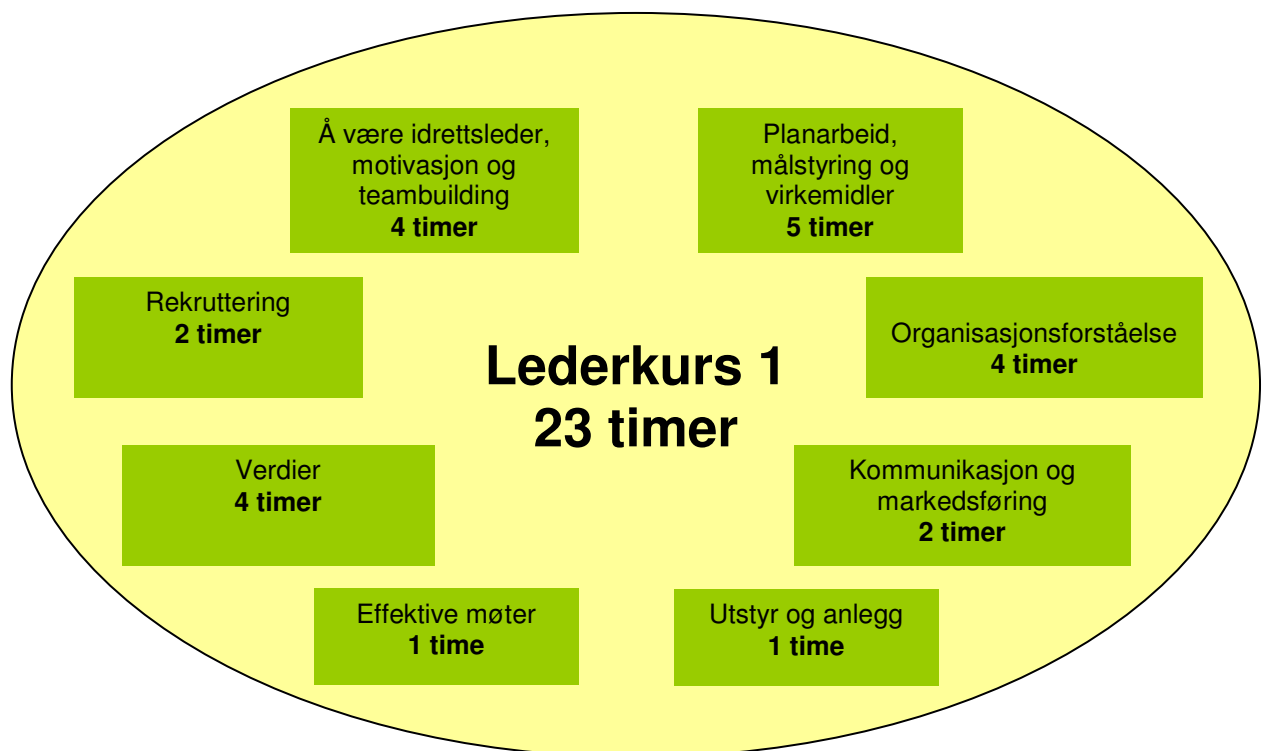 Å være idrettsleder,
motivasjon og
teambuilding
4 timer
Planarbeid,
målstyring og
virkemidler
5 timer
Rekruttering
2 timer
Organisasjonsforståelse
4 timer
Lederkurs 1
23 timer
Verdier
4 timer
Kommunikasjon og
markedsføring
2 timer
Effektive møter
1 time
Utstyr og anlegg
1 time